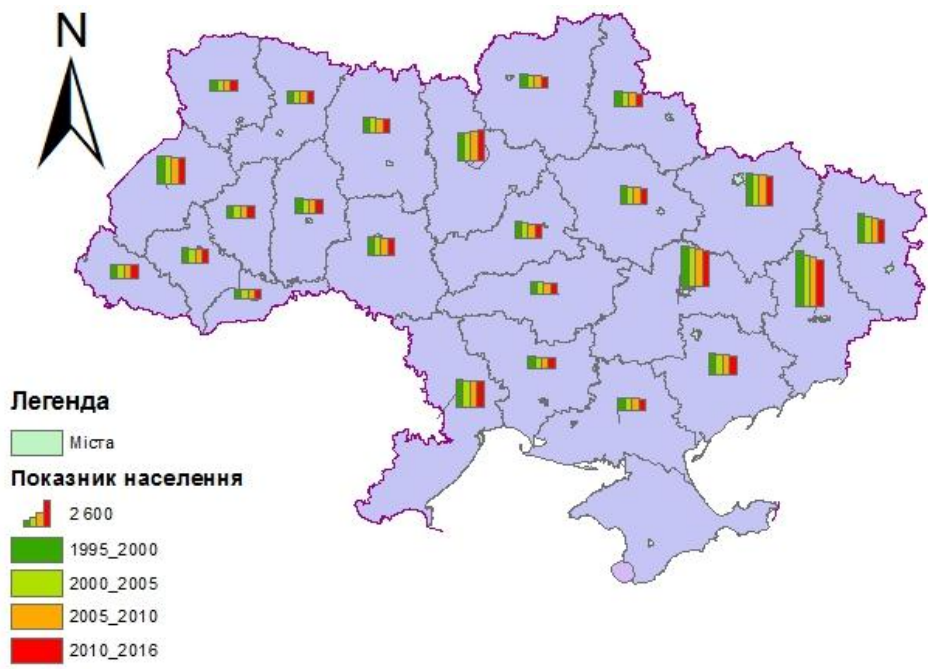 N
Легенда
Міста
Показник населення
2 600
1995_2000
2000_2005
2005_2010
2010_2016